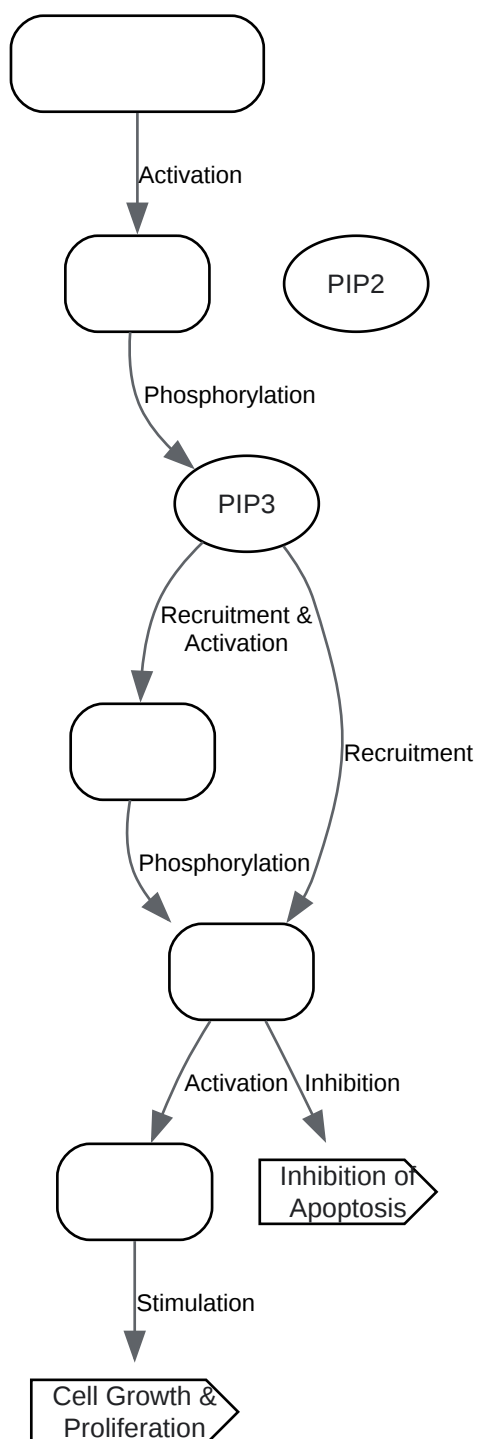 Activation
PIP2
Phosphorylation
PIP3
Recruitment &
Activation
Recruitment
Phosphorylation
Activation
Inhibition
Inhibition of
Apoptosis
Stimulation
Cell Growth &
Proliferation